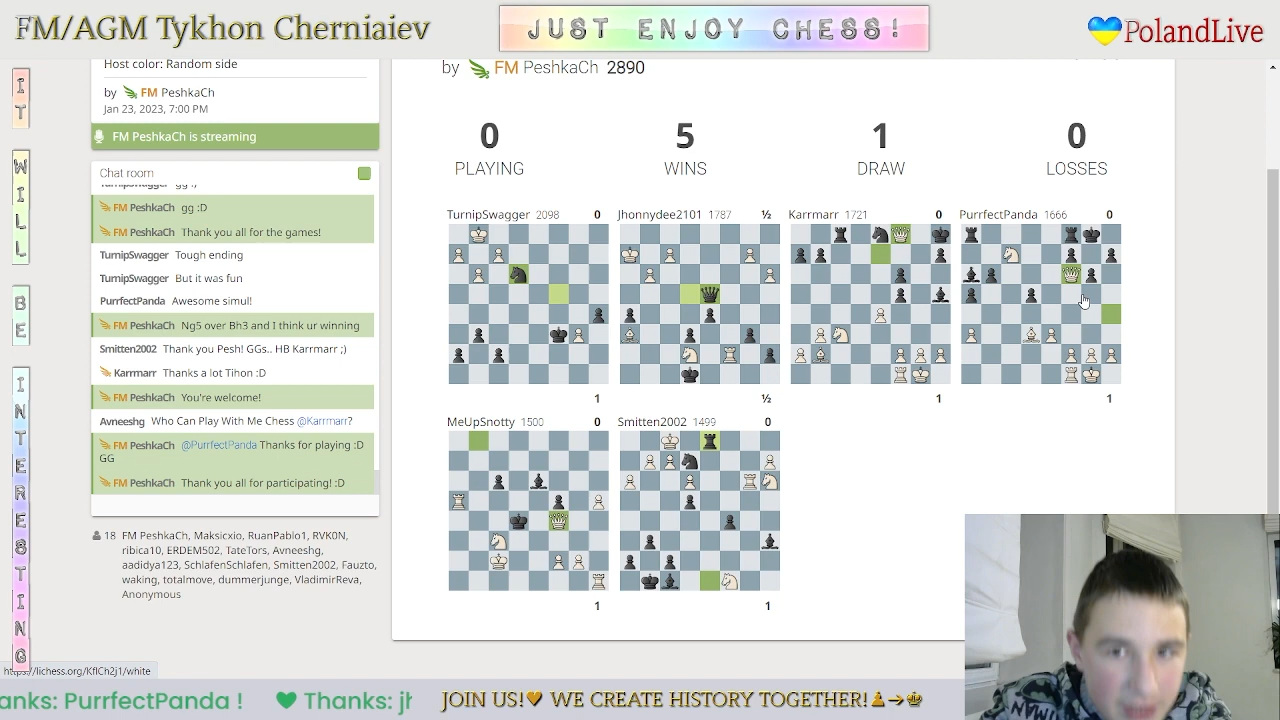 FM/AGM Tykhon Cherniaiev
JUST ENJOY CHESS!
PolandLive
IT WILL BE INTERESTING
Host color: Random side
by FM PeshkaCh
Jan 23, 2023, 7:00 PM
FM PeshkaCh is streaming
Chat room
TurnipSwagger gg :)
FM PeshkaCh gg :D
FM PeshkaCh Thank you all for the games!
TurnipSwagger Tough ending
TurnipSwagger But it was fun
PurrfectPanda Awesome simul!
FM PeshkaCh Ng5 over Bh3 and I think ur winning
Smitten2002 Thank you Pesh! GGs.. HB Karrmarr ;)
Karrmarr Thanks a lot Tihon :D
FM PeshkaCh You're welcome!
Avneeshg Who Can Play With Me Chess @Karrmarr?
FM PeshkaCh @PurrfectPanda Thanks for playing :D
GG
FM PeshkaCh Thank you all for participating! :D
18 FM PeshkaCh, Maksicxio, RuanPablo1, RVK0N,
ribica10, ERDEM502, TateTors, Avneeshg,
aadidya123, SchlafenSchlafen, Smitten2002, Fauzto,
waking, totalmove, dummerjunge, VladimirReva,
Anonymous
by FM PeshkaCh 2890
0 5 1 0
PLAYING WINS DRAW LOSSES
TurnipSwagger 2098 0
Jhonnydee2101 1787 ½
Karrmarr 1721 0
PurrfectPanda 1666 0
1 ½ 1 1
MeUpSnotty 1500 0
Smitten2002 1499 0
1 1
https://lichess.org/KflCh2j1/white
anks: PurrfectPanda ! Thanks: jh
JOIN US! WE CREATE HISTORY TOGETHER!